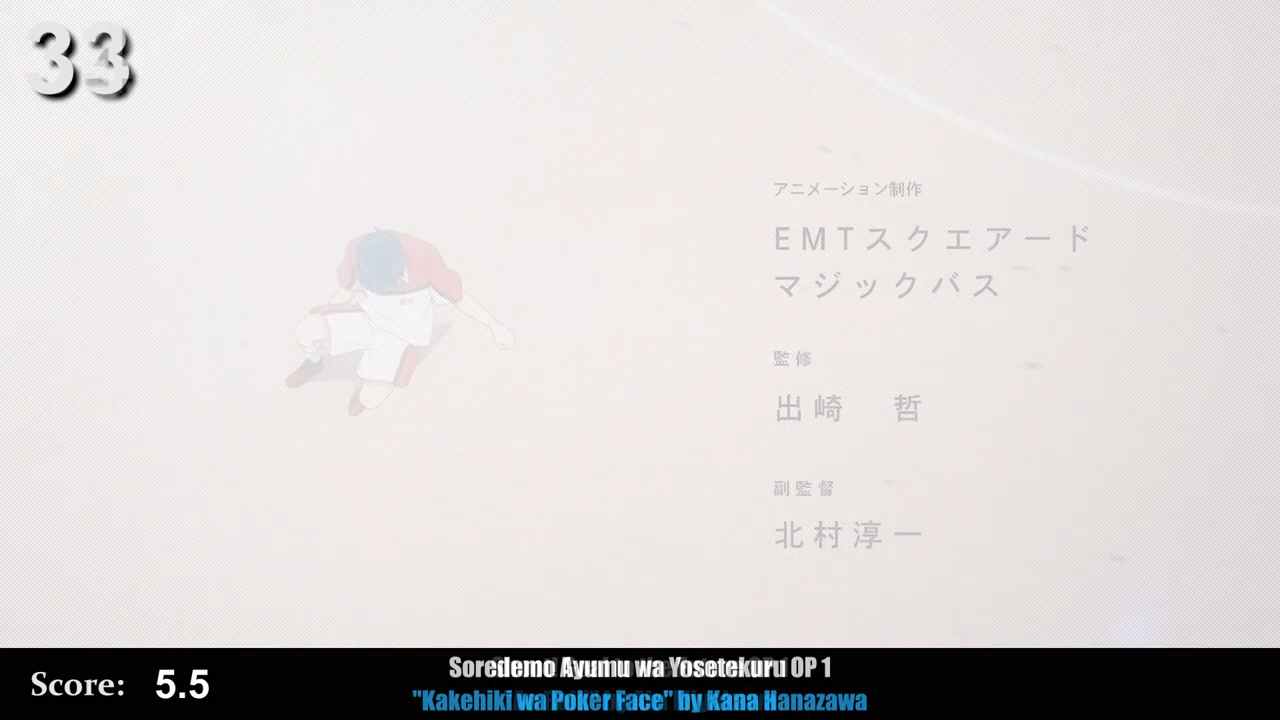 33
アニメーション制作
EMTスクエアード
マジックバス
監修
出﨑 哲
副監督
北村淳一
Score: 5.5
Soredemo Ayumu wa Yosetekuru OP 1
"Kakehiki wa Poker Face" by Kana Hanazawa